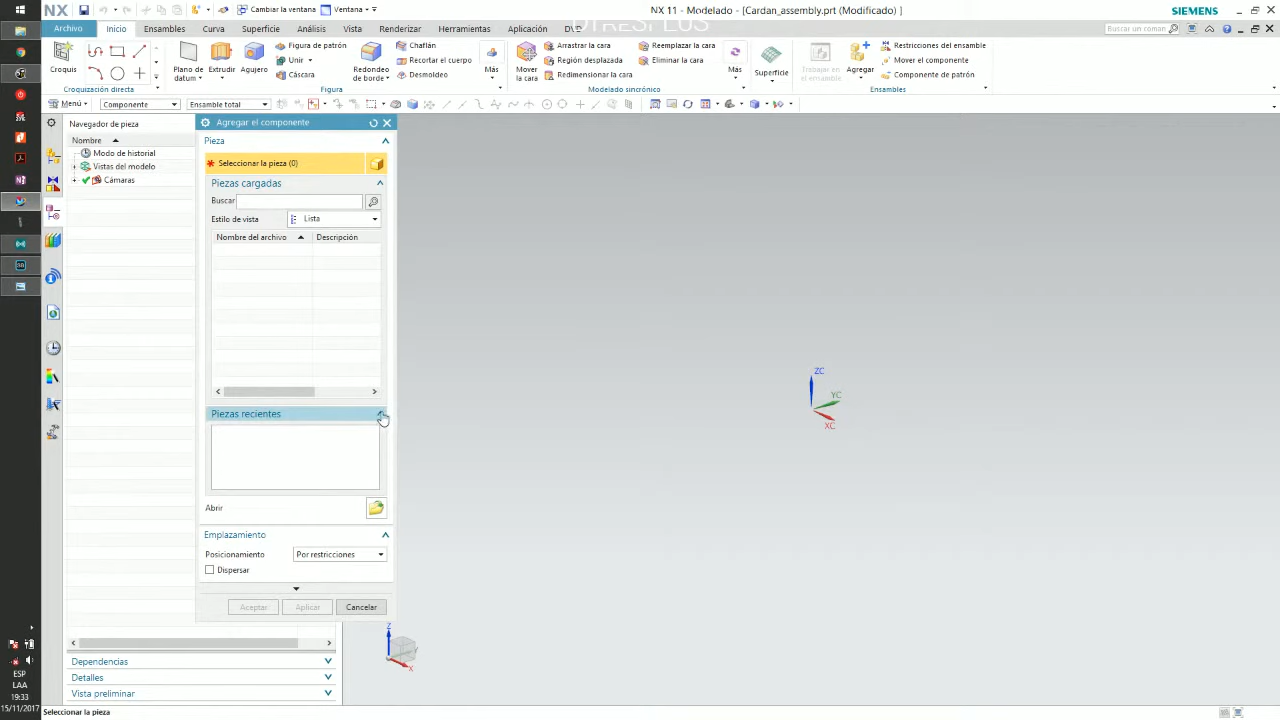 NX
Cambiar la ventana
Ventana
NX 11 - Modelado - [Cardan_assembly.prt (Modificado) ]
SIEMENS
Archivo
Inicio
Ensambles
Curva
Superficie
Análisis
Vista
Renderizar
Herramientas
Aplicación
Buscar un román
Croquis
Plano de dátum
Extrudir
Agujero
Figura de patrón
Unir
Cáscara
Redondeo de borde
Chaflán
Recortar el cuerpo
Desmoldeo
Más
Mover la cara
Arrastrar la cara
Región desplazada
Redimensionar la cara
Reemplazar la cara
Eliminar la cara
Más
Superficie
Trabajar en el ensamble
Agregar
Restricciones del ensamble
Mover el componente
Componente de patrón
Croquización directa
Figura
Modelado sincrónico
Ensambles
Menú
Componente
Ensamble total
Navegador de pieza
Nombre
Modo de historial
Vistas del modelo
Cámaras
Agregar el componente
Pieza
* Seleccionar la pieza (0)
Piezas cargadas
Buscar
Estilo de vista
Lista
Nombre del archivo
Descripción
Piezas recientes
Abrir
Emplazamiento
Posicionamiento
Por restricciones
Dispersar
Aceptar
Aplicar
Cancelar
ZC
YC
XC
Z
X
Dependencias
Detalles
Vista preliminar
ESP
LAA
19:33
15/11/2017
Seleccionar la pieza